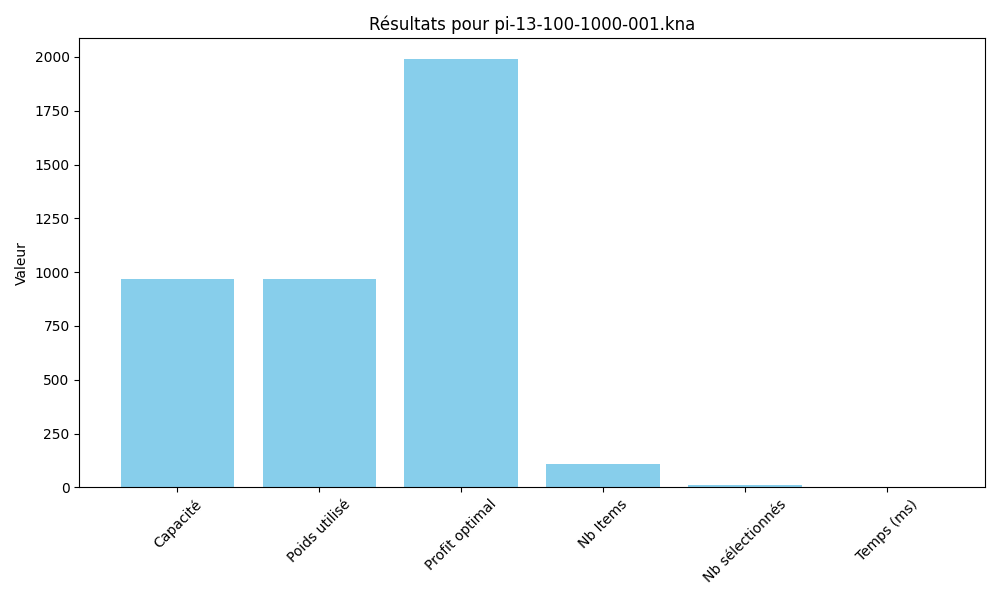 Résultats pour pi-13-100-1000-001.kna
Valeur
2000
1750
1500
1250
1000
750
500
250
0
Capacité
Poids utilisé
Profit optimal
Nb Items
Nb sélectionnés
Temps (ms)